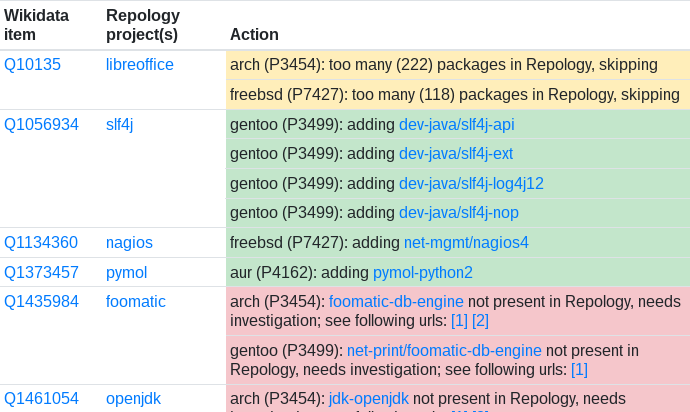 Wikidata item
Repology project(s)
Action
Q10135 libreoffice arch (P3454): too many (222) packages in Repology, skipping
freebsd (P7427): too many (118) packages in Repology, skipping
Q1056934 slf4j gentoo (P3499): adding dev-java/slf4j-api
gentoo (P3499): adding dev-java/slf4j-ext
gentoo (P3499): adding dev-java/slf4j-log4j12
gentoo (P3499): adding dev-java/slf4j-nop
Q1134360 nagios freebsd (P7427): adding net-mgmt/nagios4
Q1373457 pymol aur (P4162): adding pymol-python2
Q1435984 foomatic arch (P3454): foomatic-db-engine not present in Repology, needs
investigation; see following urls: [1] [2]
gentoo (P3499): net-print/foomatic-db-engine not present in
Repology, needs investigation; see following urls: [1]
Q1461054 openjdk arch (P3454): jdk-openjdk not present in Repology, needs